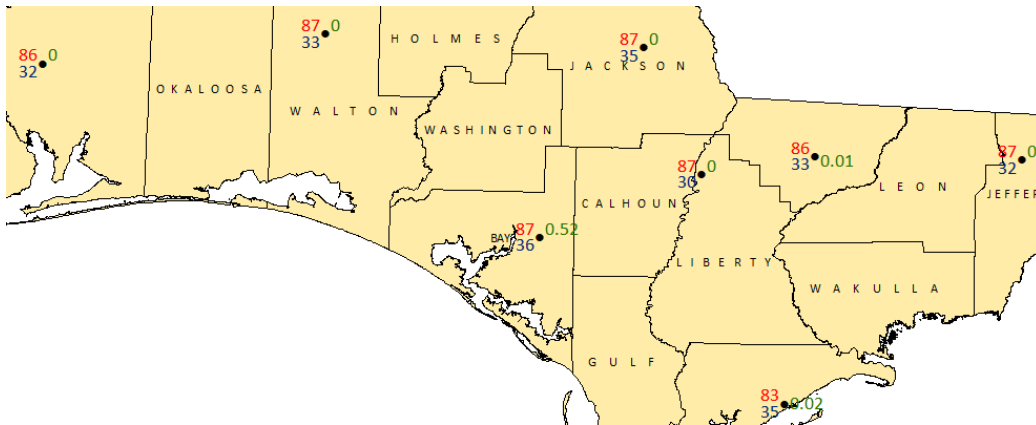 87 0
33
HOLMES
87 0
35
JACKSON
86 0
32
OKALOOSA
WALTON
WASHINGTON
86
33 0.01
87 0
32
LEON
JEFFER
87 0
30
CALHOUN
87 0.52
BAY 36
LIBERTY
WAKULLA
GULF
83
35 0.02